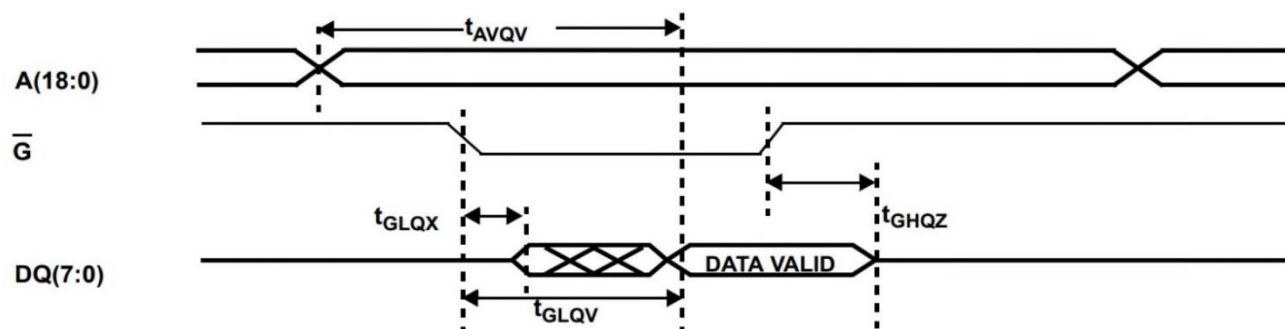 tAVQV
A(18:0)
G
tGLQX
tGHQZ
DQ(7:0)
DATA VALID
tGLQV